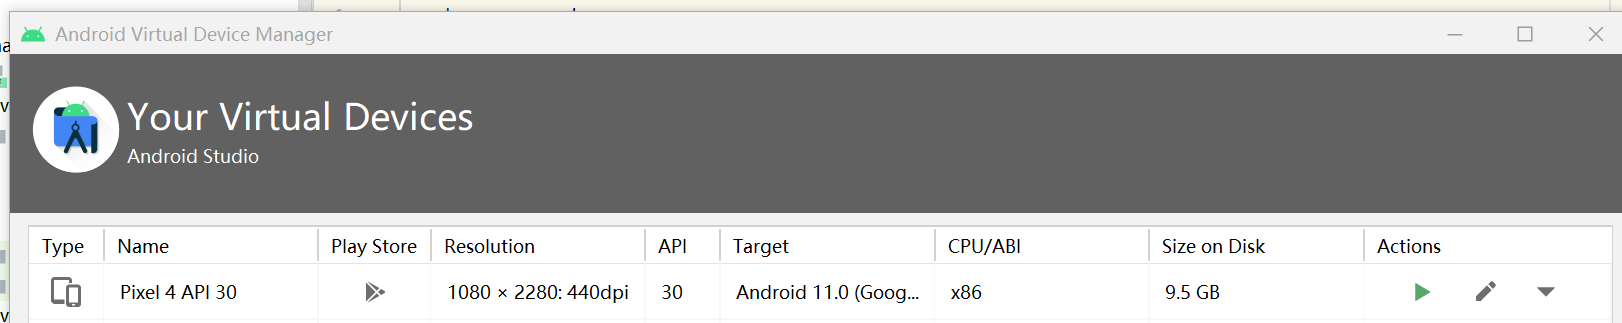 Android Virtual Device Manager
Your Virtual Devices
Android Studio
Type Name Play Store Resolution API Target CPU/ABI Size on Disk Actions
Pixel 4 API 30 1080 × 2280: 440dpi 30 Android 11.0 (Goog... x86 9.5 GB